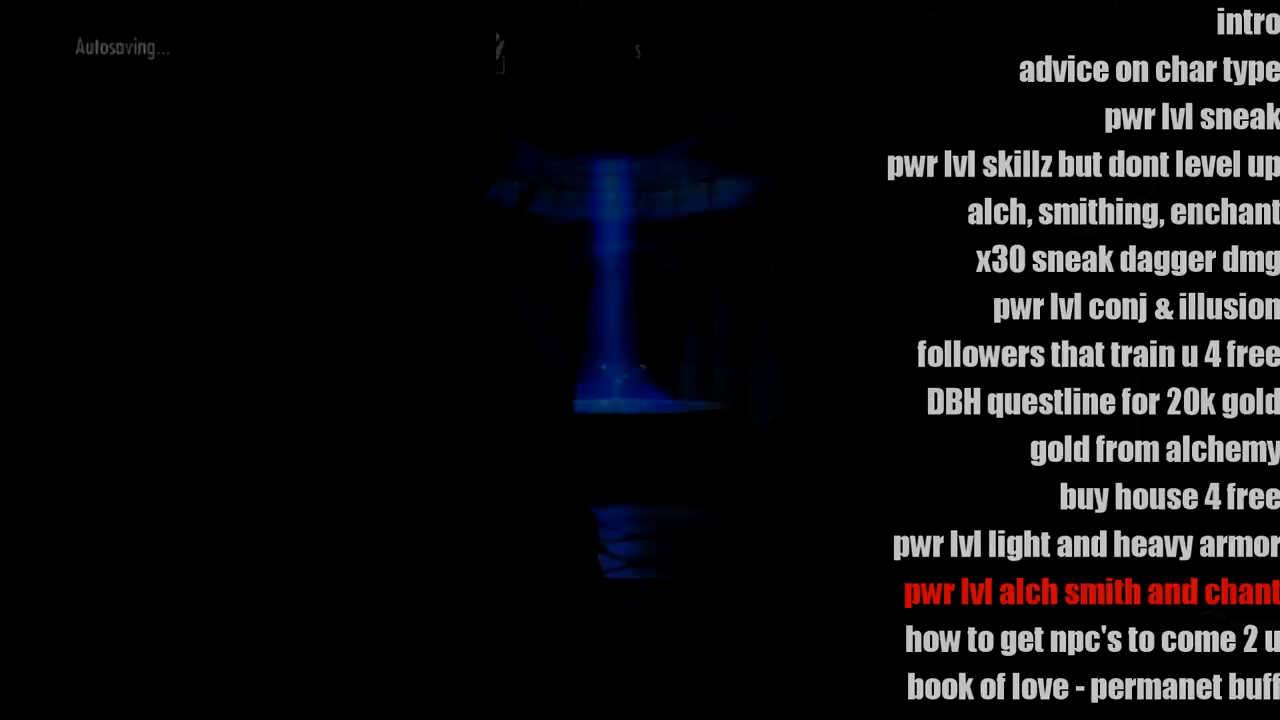 Autosaving...
intro
advice on char type
pwr lvl sneak
pwr lvl skillz but dont level up
alch, smithing, enchant
x30 sneak dagger dmg
pwr lvl conj & illusion
followers that train u 4 free
DBH questline for 20k gold
gold from alchemy
buy house 4 free
pwr lvl light and heavy armor
pwr lvl alch smith and chant
how to get npc's to come 2 u
book of love - permanet buff